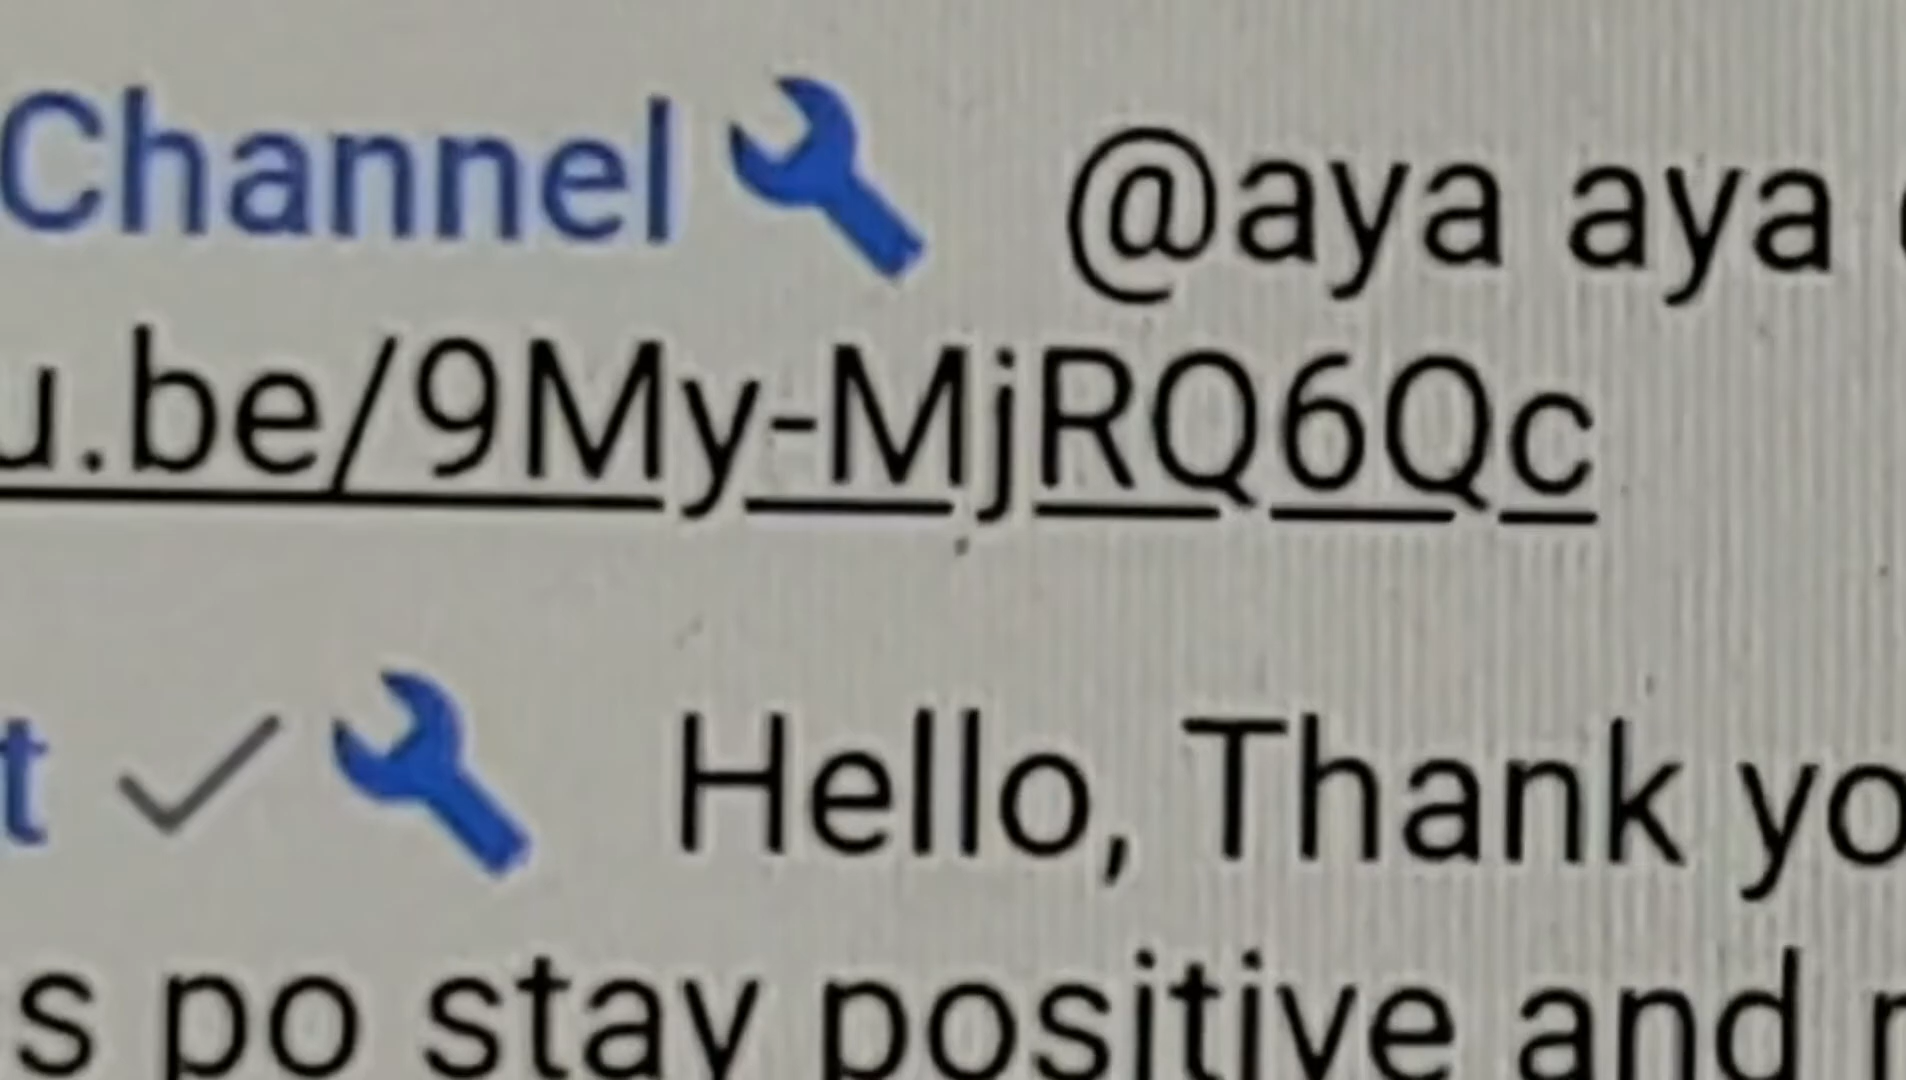 Channel @aya aya
u.be/9My-MjRQ6Qc
t Hello, Thank yo
s po stay positive and